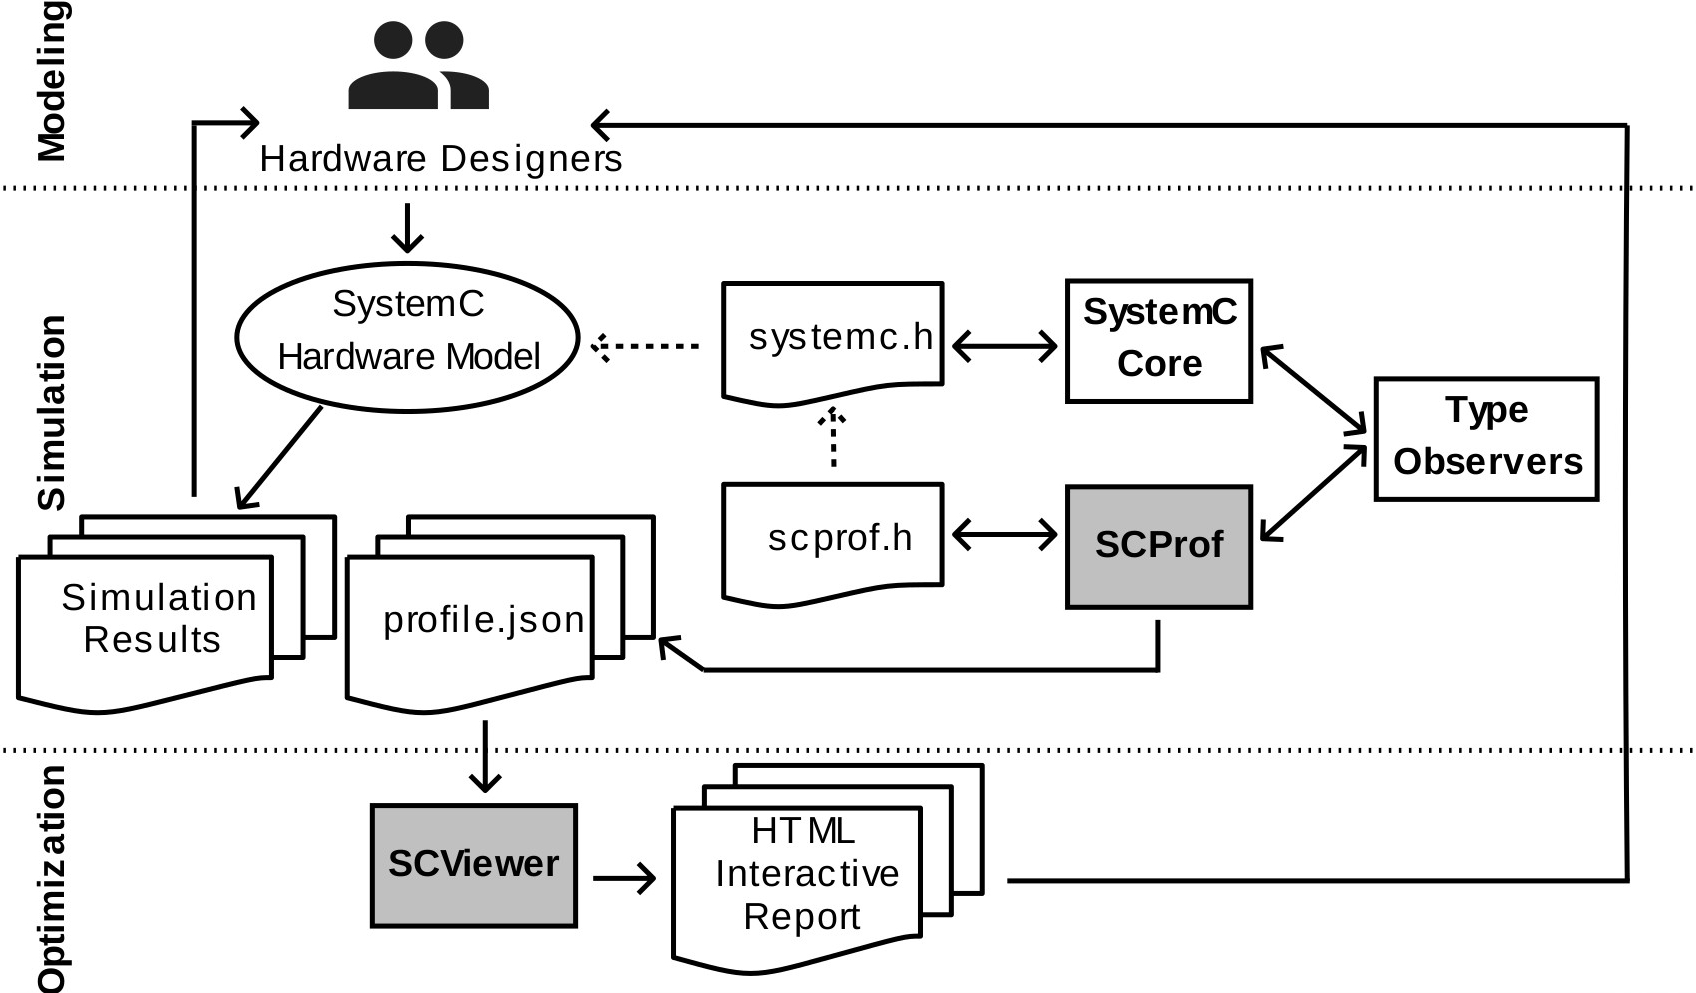 Modeling
Hardware Designers
Simulation
SystemC
Hardware Model
systemc.h
SystemC
Core
Type
Observers
scprof.h
SCProf
Simulation
Results
profile.json
Optimization
SCViewer
HTML
Interactive
Report